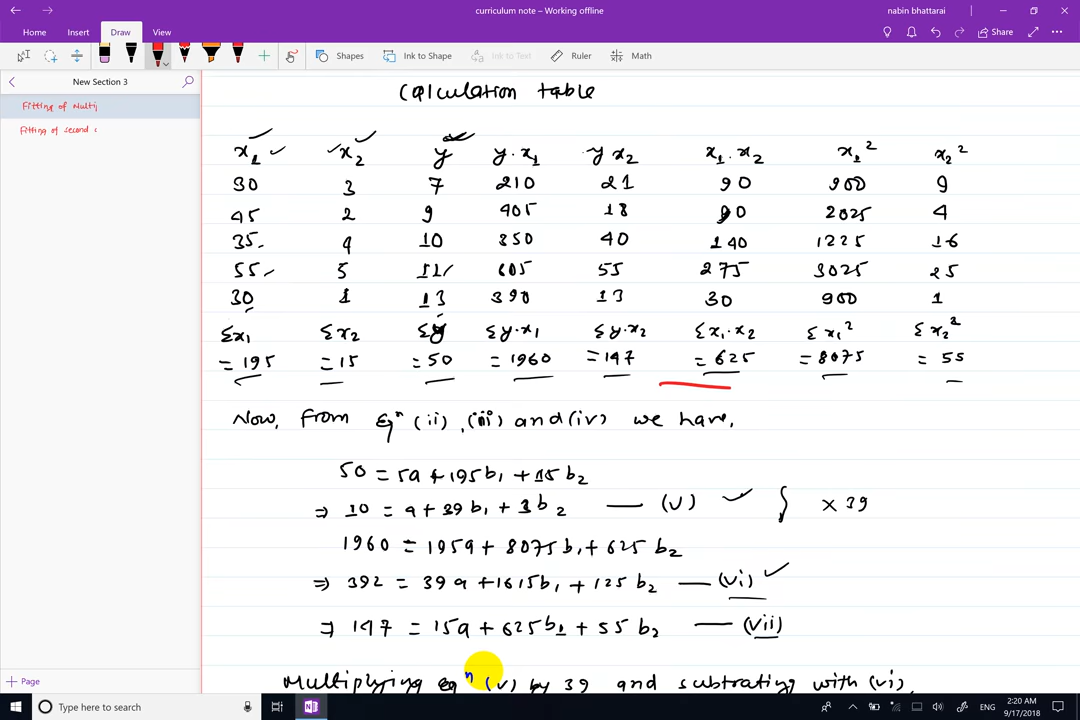 curriculum note – Working offline
nabin bhattarai
Home Insert Draw View
Share
Shapes Ink to Shape Ink to Text Ruler Math
New Section 3
Fitting of Multi
Fitting of second o
Calculation table
x₁ x₂ y y·x₁ y x₂ x₁·x₂ x₁² x₂²
30 3 7 210 21 90 900 9
45 2 9 405 18 90 2025 4
35 4 10 350 40 140 1225 16
55 5 11 605 55 275 3025 25
30 1 13 390 13 30 900 1
Σx₁ Σx₂ Σy Σy·x₁ Σy·x₂ Σx₁·x₂ Σx₁² Σx₂²
=195 =15 =50 =1960 =147 =625 =8075 =55
Now, from Eqⁿ (ii), (iii) and (iv) we have,
50 = 5a + 195b₁ + 15b₂
⇒ 10 = a + 39b₁ + 3b₂ — (v) ✓ } × 39
1960 = 195a + 8075b₁ + 625b₂
⇒ 392 = 39a + 1615b₁ + 125b₂ — (vi) ✓
⇒ 147 = 15a + 625b₁ + 55b₂ — (vii)
Multiplying eqⁿ (v) by 39 and subtrating with (vi),
+ Page
Type here to search
ENG
2:20 AM
9/17/2018